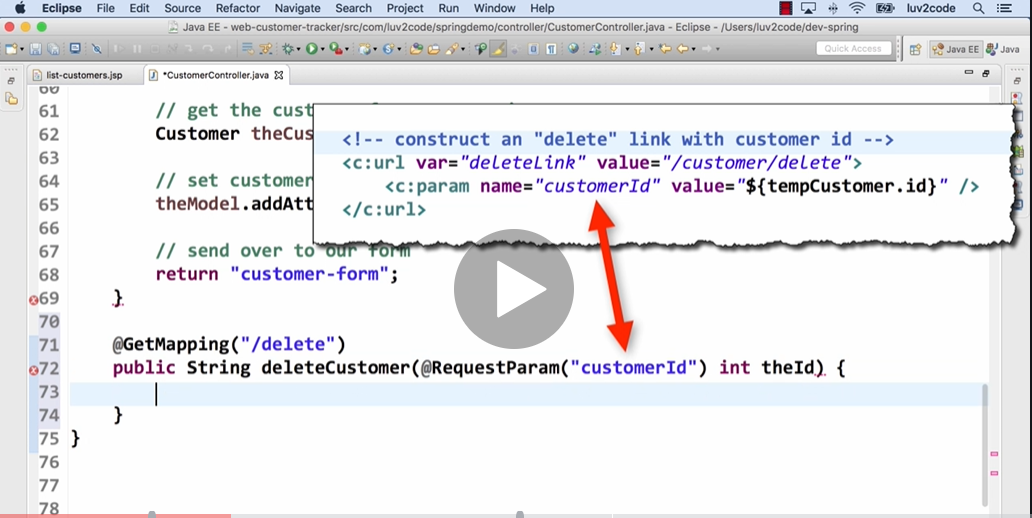 Eclipse File Edit Source Refactor Navigate Search Project Run Window Help luv2code
Java EE - web-customer-tracker/src/com/luv2code/springdemo/controller/CustomerController.java - Eclipse - /Users/luv2code/dev-spring
Quick Access Java EE Java
list-customers.jsp *CustomerController.java
60
61 // get the cust
62 Customer theCus
63
64 // set customer
65 theModel.addAtt
66
67 // send over to our form
68 return "customer-form";
69 }
70
71 @GetMapping("/delete")
72 public String deleteCustomer(@RequestParam("customerId") int theId) {
73
74 }
75 }
76
77
78
<!-- construct an "delete" link with customer id -->
<c:url var="deleteLink" value="/customer/delete">
<c:param name="customerId" value="${tempCustomer.id}" />
</c:url>